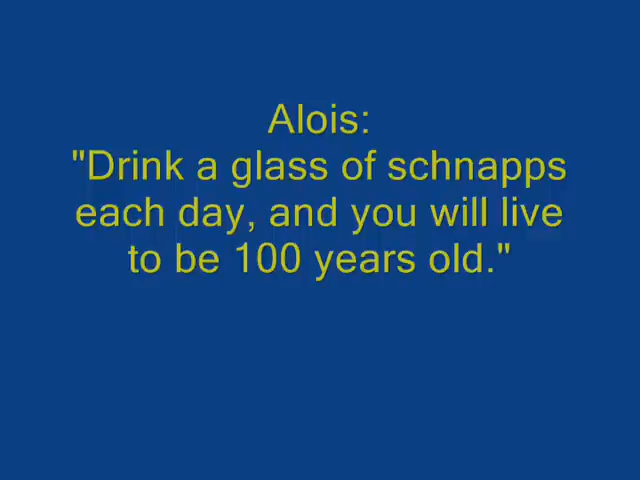 Alois:
"Drink a glass of schnapps
each day, and you will live
to be 100 years old."